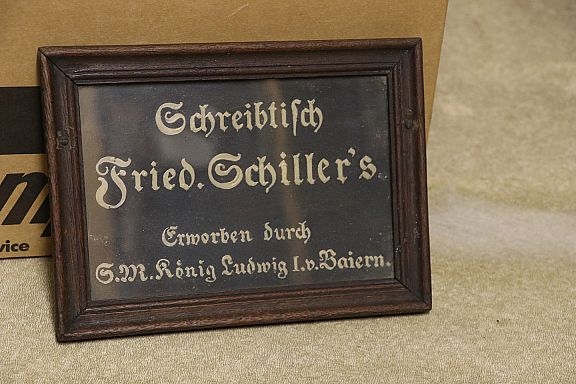 Schreibtiſch
Fried. Schiller's
Erworben durch
S.M. König Ludwig I. v. Baiern.
vice